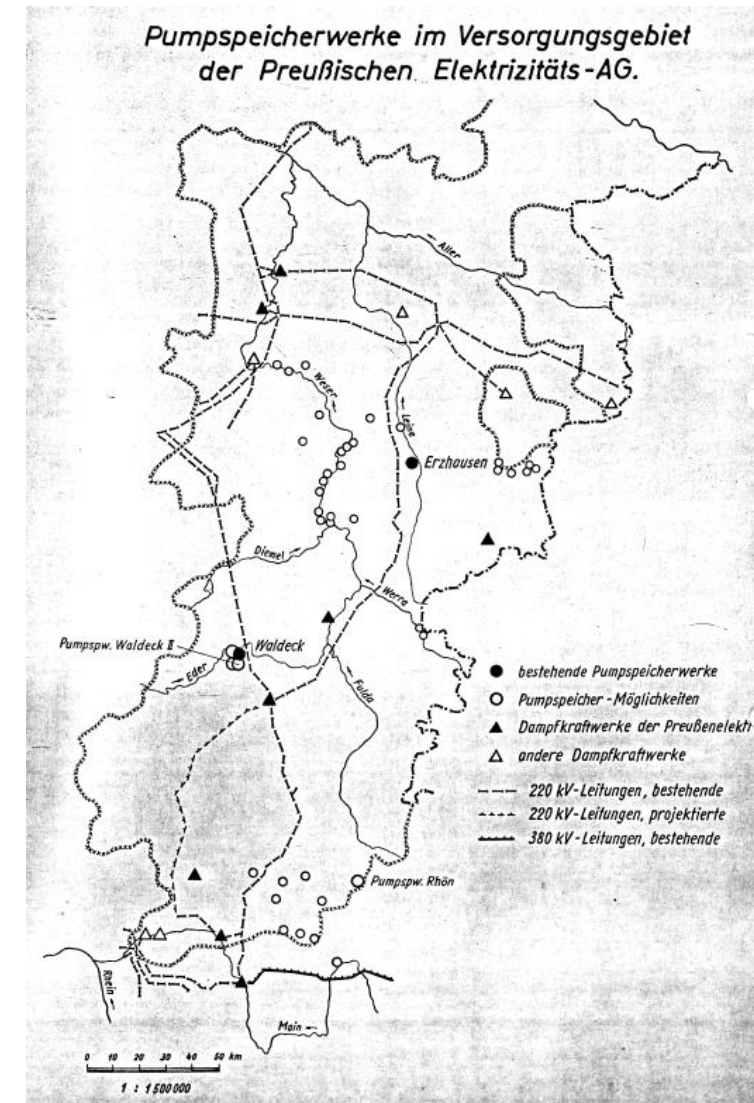 Pumpspeicherwerke im Versorgungsgebiet
der Preußischen Elektrizitäts-AG.
Aller
Weser
Leine
Erzhausen
Diemel
Werra
Pumpspw. Waldeck II
Waldeck
Eder
Fulda
bestehende Pumpspeicherwerke
Pumpspeicher-Möglichkeiten
Dampfkraftwerke der Preußenelekt
andere Dampfkraftwerke
220 kV-Leitungen, bestehende
220 kV-Leitungen, projektierte
380 kV-Leitungen, bestehende
Pumpspw. Rhön
Rhein
Main
0 10 20 30 40 50 km
1 : 1500000